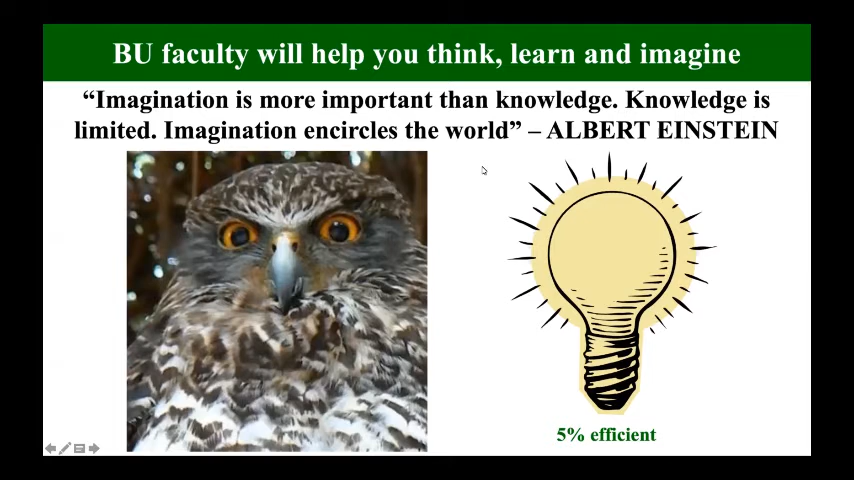 BU faculty will help you think, learn and imagine
“Imagination is more important than knowledge. Knowledge is
limited. Imagination encircles the world” – ALBERT EINSTEIN
5% efficient